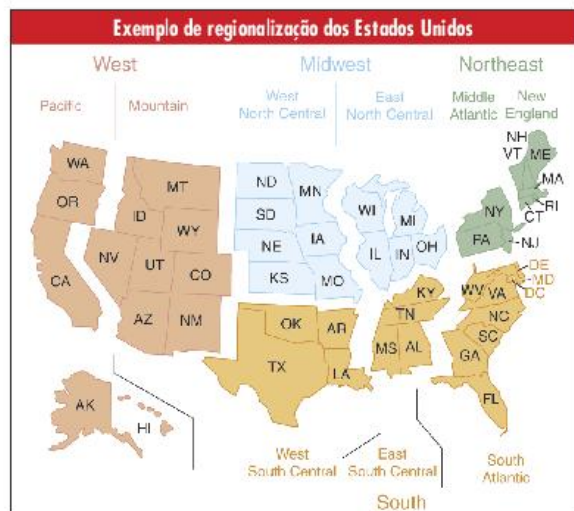 Exemplo de regionalização dos Estados Unidos
West
Midwest
Northeast
Pacific
Mountain
West
North Central
East
North Central
Middle
Atlantic
New
England
WA
OR
CA
NV
ID
MT
WY
UT
CO
AZ
NM
AK
HI
ND
SD
NE
KS
MN
IA
MO
WI
MI
IL
IN
OH
NH
VT
ME
MA
RI
CT
NY
PA
NJ
OK
AR
TX
LA
KY
TN
MS
AL
DE
MD
DC
WV
VA
NC
SC
GA
FL
West
South Central
East
South Central
South
Atlantic
South